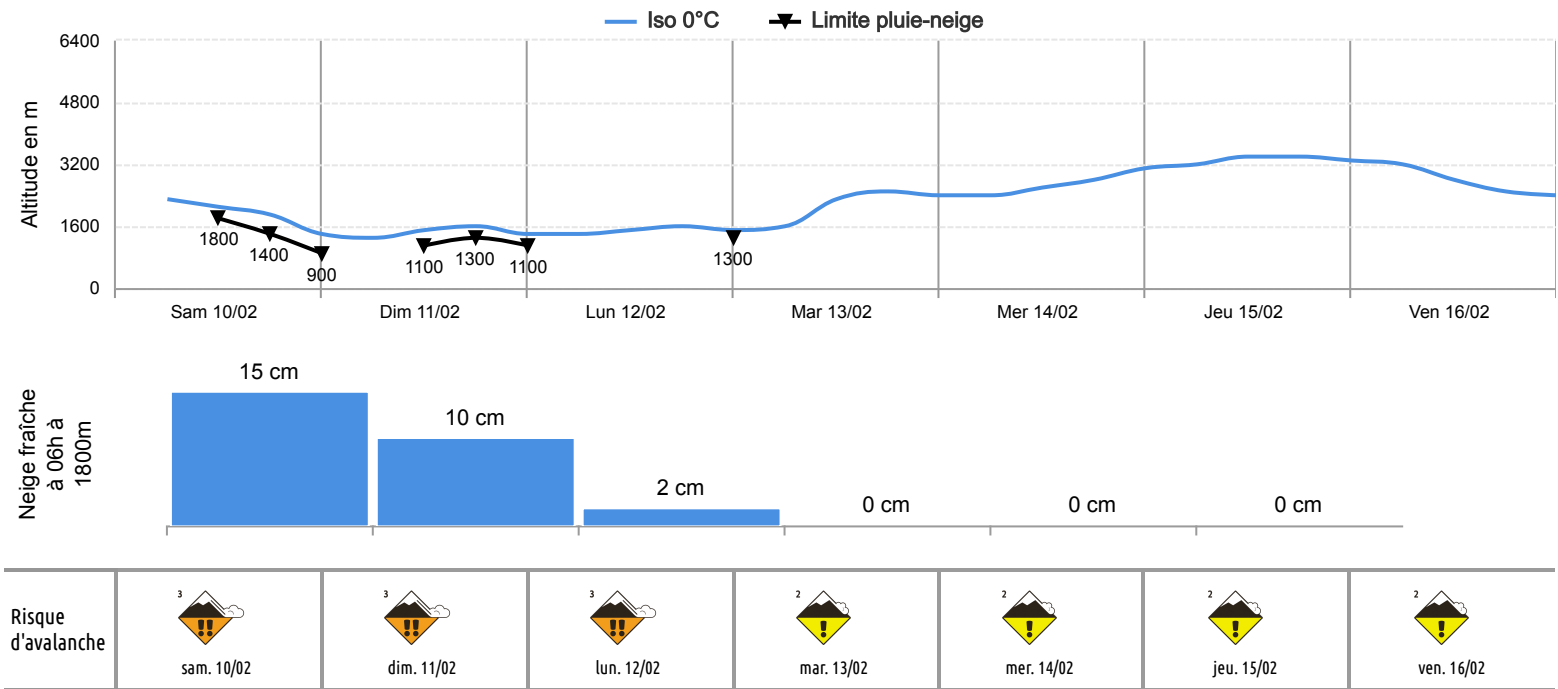 Iso 0°C Limite pluie-neige
Altitude en m
6400
4800
3200
1600
0
1800
1400
900
1100
1300
1100
1300
Sam 10/02 Dim 11/02 Lun 12/02 Mar 13/02 Mer 14/02 Jeu 15/02 Ven 16/02
Neige fraîche
à 06h à
1800m
15 cm
10 cm
2 cm
0 cm
0 cm
0 cm
Risque
d'avalanche
3 3 3 2 2 2 2
!! !! !! ! ! ! !
sam. 10/02 dim. 11/02 lun. 12/02 mar. 13/02 mer. 14/02 jeu. 15/02 ven. 16/02